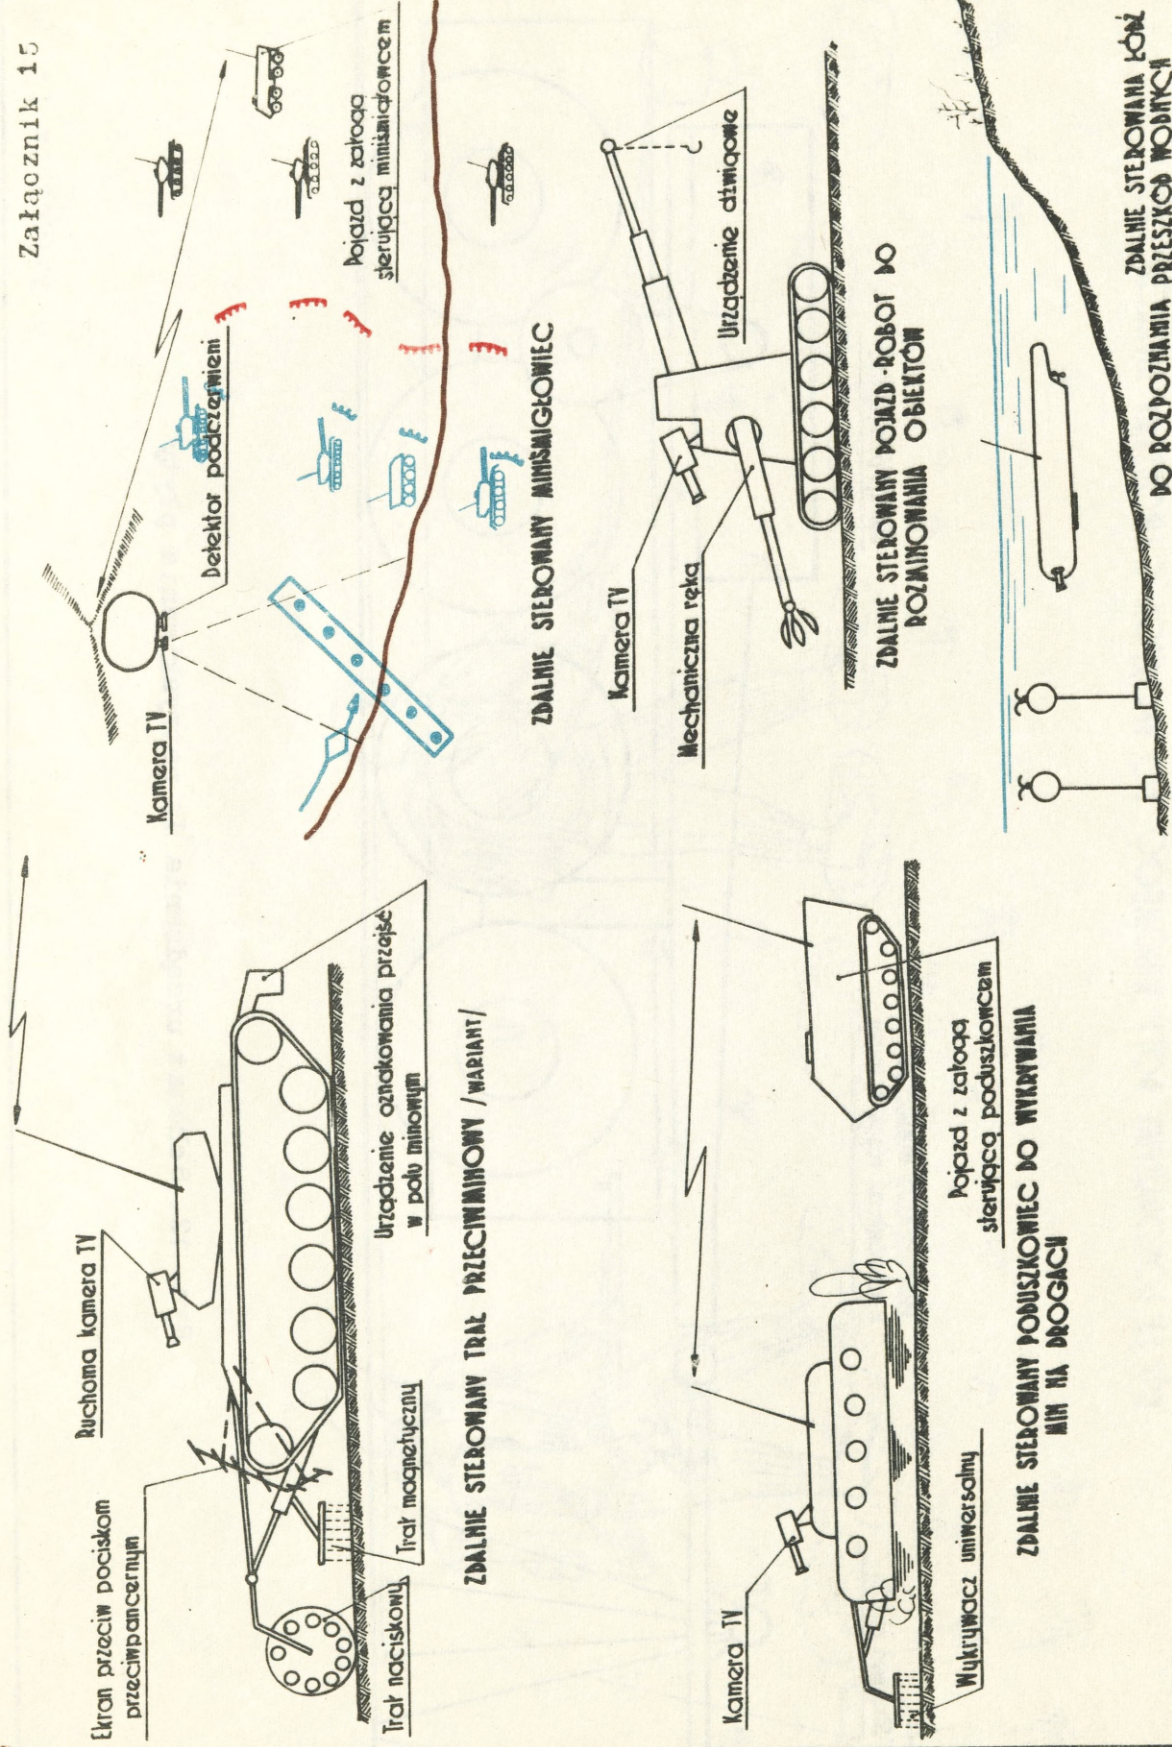 Załącznik 15
Ruchoma kamera TV
Ekran przeciw pociskom
przeciwpancernym
Trał naciskowy
Trał magnetyczny
Urządzenie oznakowania przejść
w polu minowym
ZDALNIE STEROWANY TRAŁ PRZECIWMINOWY /WARIANT/
Kamera TV
Detektor podczerwieni
Pojazd z załogą
sterującą miniśmigłowcem
ZDALNIE STEROWANY MINIŚMIGŁOWIEC
Kamera TV
Mechaniczna ręka
Urządzenie dźwigowe
ZDALNIE STEROWANY POJAZD-ROBOT DO
ROZMINOWANIA OBIEKTÓW
Kamera TV
Wykrywacz uniwersalny
Pojazd z załogą
sterującą poduszkowcem
ZDALNIE STEROWANY PODUSZKOWIEC DO WYKRYWANIA
MIN NA DROGACH
ZDALNIE STEROWANA ŁÓDŹ
DO ROZPOZNANIA PRZESZKÓD WODNYCH